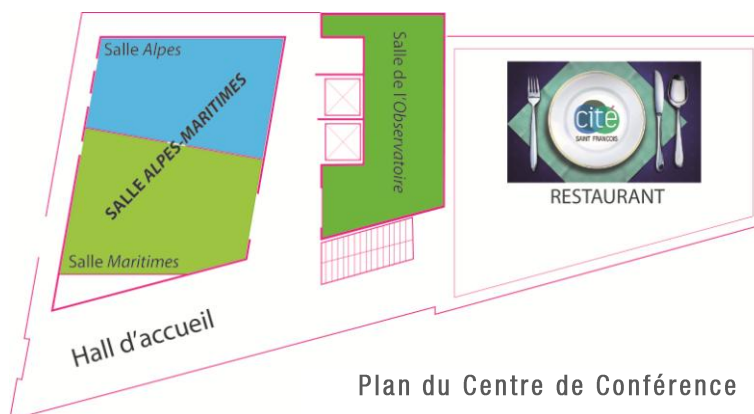 Salle Alpes
SALLE ALPES-MARITIMES
Salle Maritimes
Salle de l'Observatoire
cité
SAINT FRANÇOIS
RESTAURANT
Hall d'accueil
Plan du Centre de Conférence